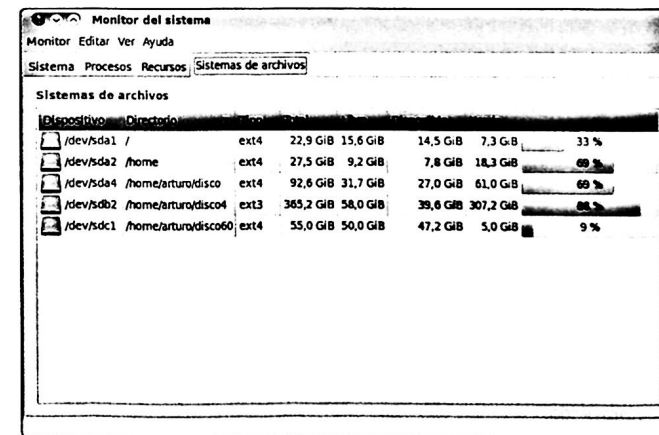 Monitor del sistema
Monitor Editar Ver Ayuda
Sistema Procesos Recursos Sistemas de archivos
Sistemas de archivos
Dispositivo Directorio Tipo
/dev/sda1 / ext4 22,9 GiB 15,6 GiB 14,5 GiB 7,3 GiB 33 %
/dev/sda2 /home ext4 27,5 GiB 9,2 GiB 7,8 GiB 18,3 GiB 69 %
/dev/sda4 /home/arturo/disco ext4 92,6 GiB 31,7 GiB 27,0 GiB 61,0 GiB 69 %
/dev/sdb2 /home/arturo/disco4 ext3 365,2 GiB 58,0 GiB 39,6 GiB 307,2 GiB 88 %
/dev/sdc1 /home/arturo/disco60 ext4 55,0 GiB 50,0 GiB 47,2 GiB 5,0 GiB 9 %